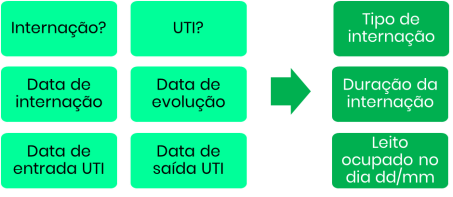 Internação?
UTI?
Tipo de
internação
Data de
internação
Data de
evolução
Duração da
internação
Data de
entrada UTI
Data de
saída UTI
Leito
ocupado no
dia dd/mm